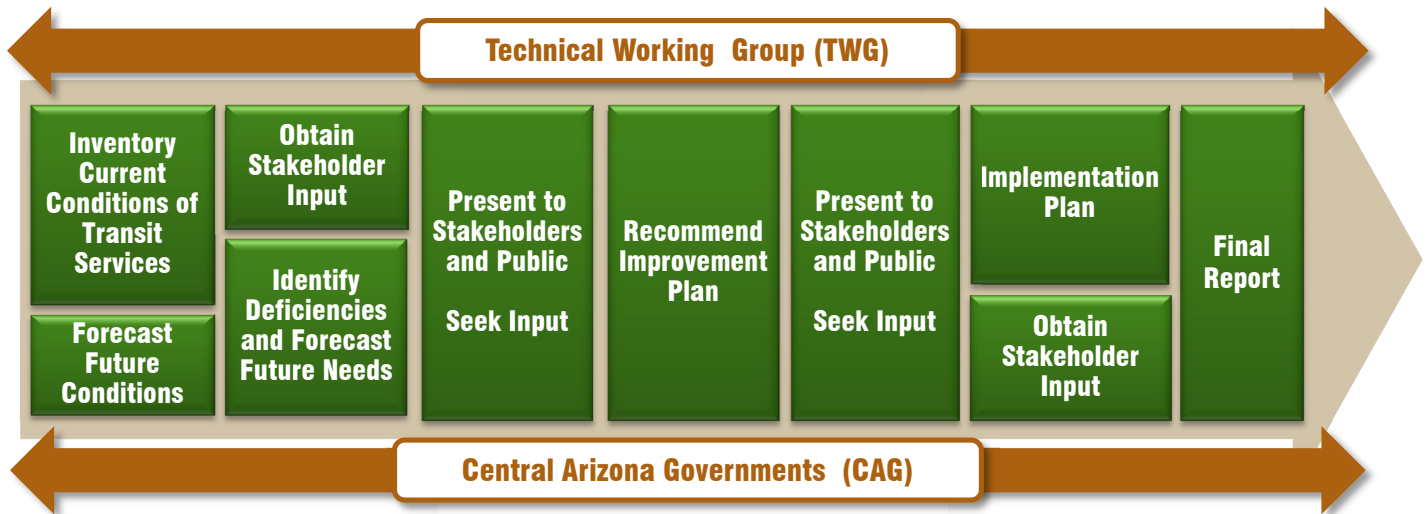 Technical Working Group (TWG)
Inventory
Current
Conditions of
Transit
Services
Forecast
Future
Conditions
Obtain
Stakeholder
Input
Identify
Deficiencies
and Forecast
Future Needs
Present to
Stakeholders
and Public
Seek Input
Recommend
Improvement
Plan
Present to
Stakeholders
and Public
Seek Input
Implementation
Plan
Obtain
Stakeholder
Input
Final
Report
Central Arizona Governments (CAG)